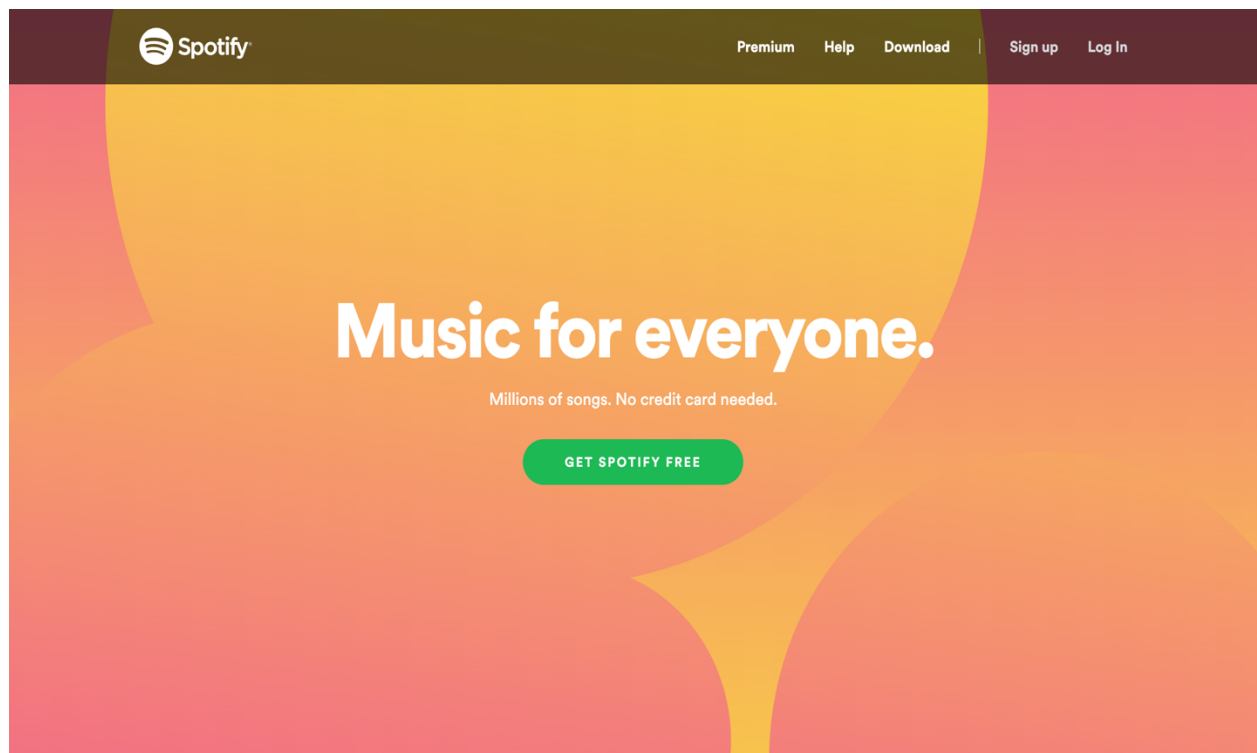 Spotify®
Premium Help Download | Sign up Log In
Music for everyone.
Millions of songs. No credit card needed.
GET SPOTIFY FREE